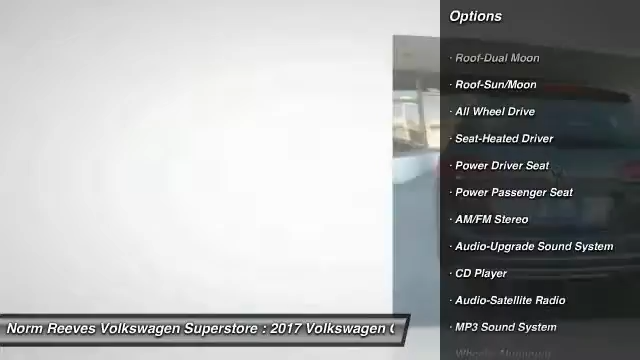 Options
· Roof-Dual Moon
· Roof-Sun/Moon
· All Wheel Drive
· Seat-Heated Driver
· Power Driver Seat
· Power Passenger Seat
· AM/FM Stereo
· Audio-Upgrade Sound System
· CD Player
· Audio-Satellite Radio
· MP3 Sound System
Norm Reeves Volkswagen Superstore : 2017 Volkswagen